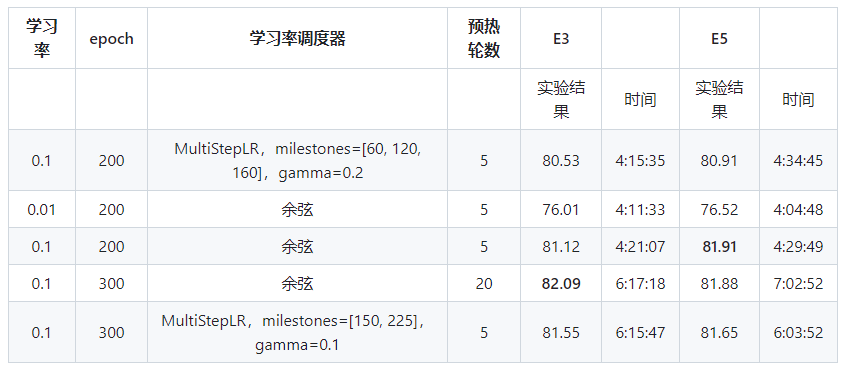 学习率 epoch 学习率调度器 预热轮数 E3 E5
实验结果 时间 实验结果 时间
0.1 200 MultiStepLR，milestones=[60, 120, 160]，gamma=0.2 5 80.53 4:15:35 80.91 4:34:45
0.01 200 余弦 5 76.01 4:11:33 76.52 4:04:48
0.1 200 余弦 5 81.12 4:21:07 81.91 4:29:49
0.1 300 余弦 20 82.09 6:17:18 81.88 7:02:52
0.1 300 MultiStepLR，milestones=[150, 225]，gamma=0.1 5 81.55 6:15:47 81.65 6:03:52